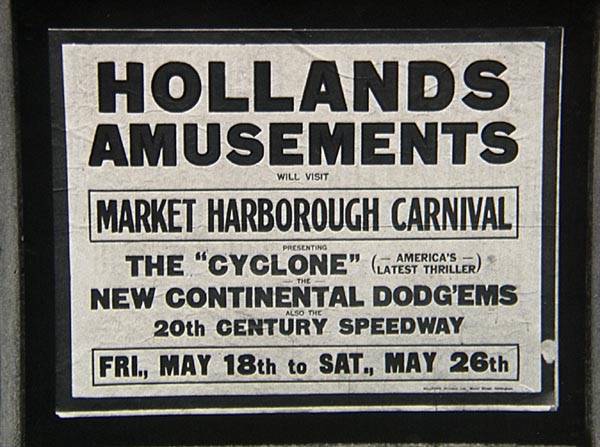 HOLLANDS
AMUSEMENTS
WILL VISIT
MARKET HARBOROUGH CARNIVAL
PRESENTING
THE "CYCLONE" (— AMERICA'S — LATEST THRILLER)
— THE —
NEW CONTINENTAL DODG'EMS
ALSO THE
20th CENTURY SPEEDWAY
FRI., MAY 18th to SAT., MAY 26th